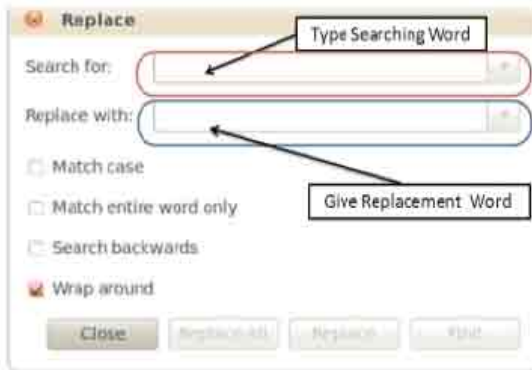 Replace
Type Searching Word
Search for:
Replace with:
Match case
Match entire word only
Give Replacement Word
Search backwards
Wrap around
Close Replace All Replace Find